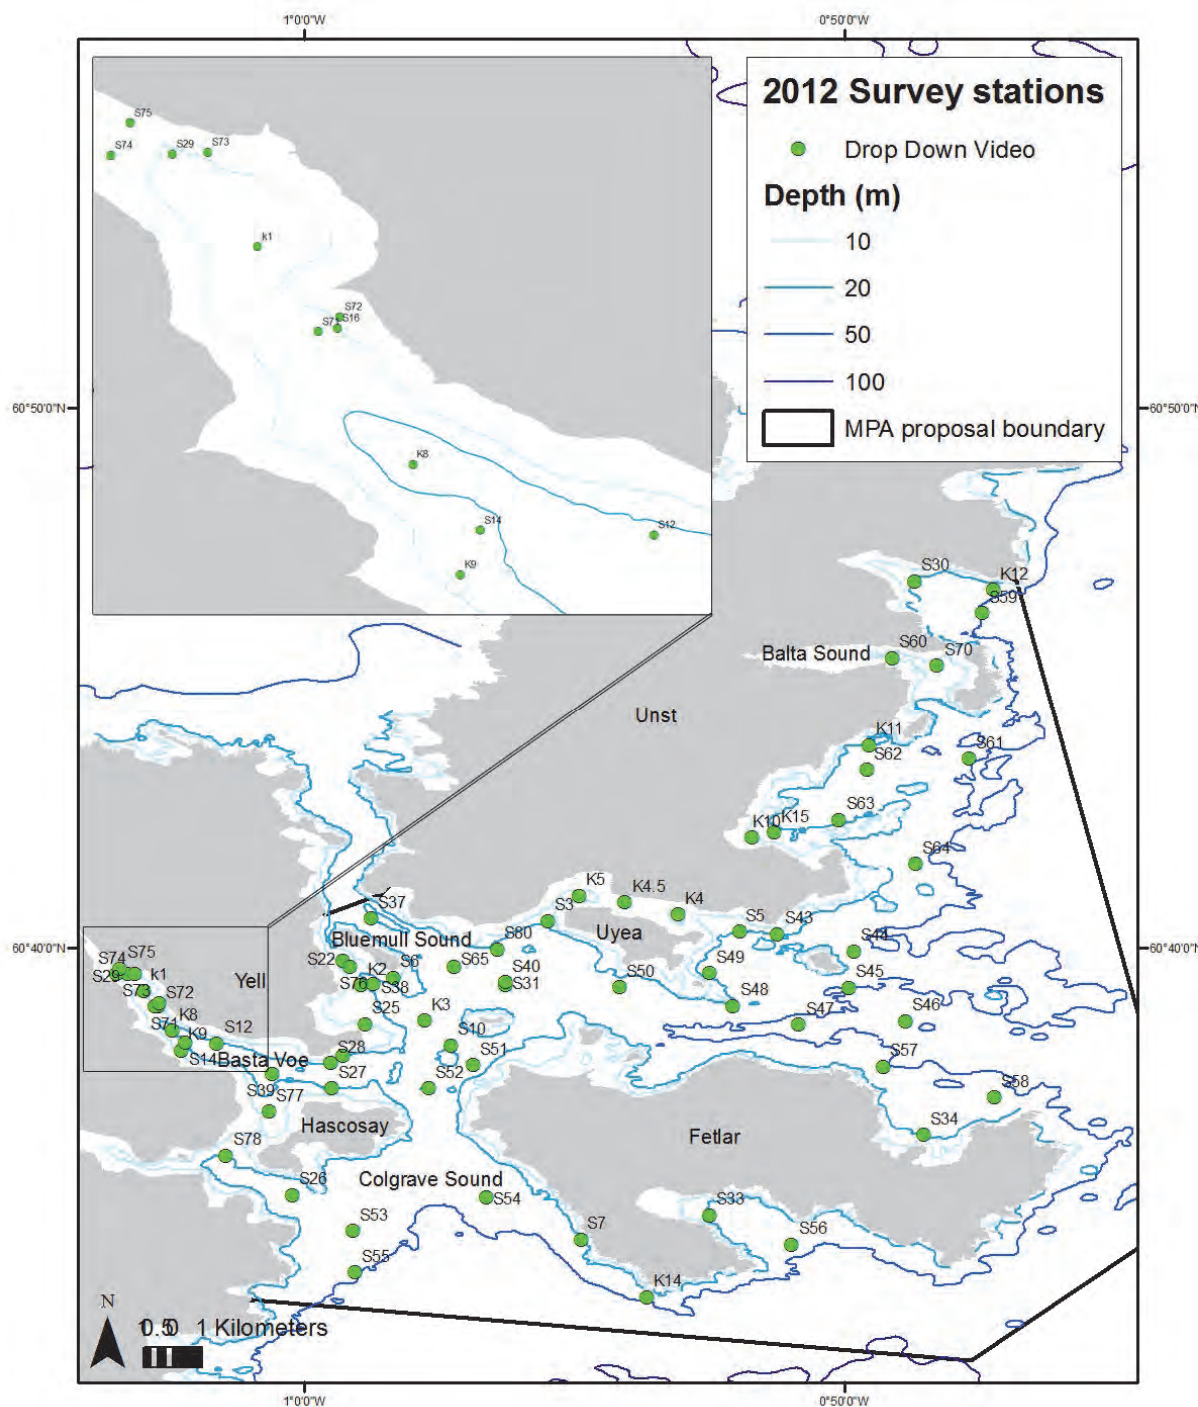 1°0'0"W
0°50'0"W
2012 Survey stations
Drop Down Video
Depth (m)
10
20
50
100
MPA proposal boundary
S75
S74
S29
S73
k1
S72
S16
S71
K8
S14
S12
K9
60°50'0"N
60°50'0"N
S30
K12
S59
S60
S70
Balta Sound
Unst
K11
S62
S61
K10
K15
S63
S64
K5
K4.5
K4
S3
S37
S80
S5
S43
60°40'0"N
60°40'0"N
Bluemull Sound
Uyea
S44
S74
S75
S29
k1
Yell
S22
K2
S6
S65
S40
S50
S49
S45
S73
S72
S76
S38
S31
S48
S71
K8
S25
K3
S47
S46
K9
S12
S10
S14
Basta Voe
S28
S51
S57
S27
S52
S39
S77
S58
Hascosay
Fetlar
S34
S78
Colgrave Sound
S26
S54
S33
S53
S7
S56
S55
K14
N
0.5
1 Kilometers
1°0'0"W
0°50'0"W